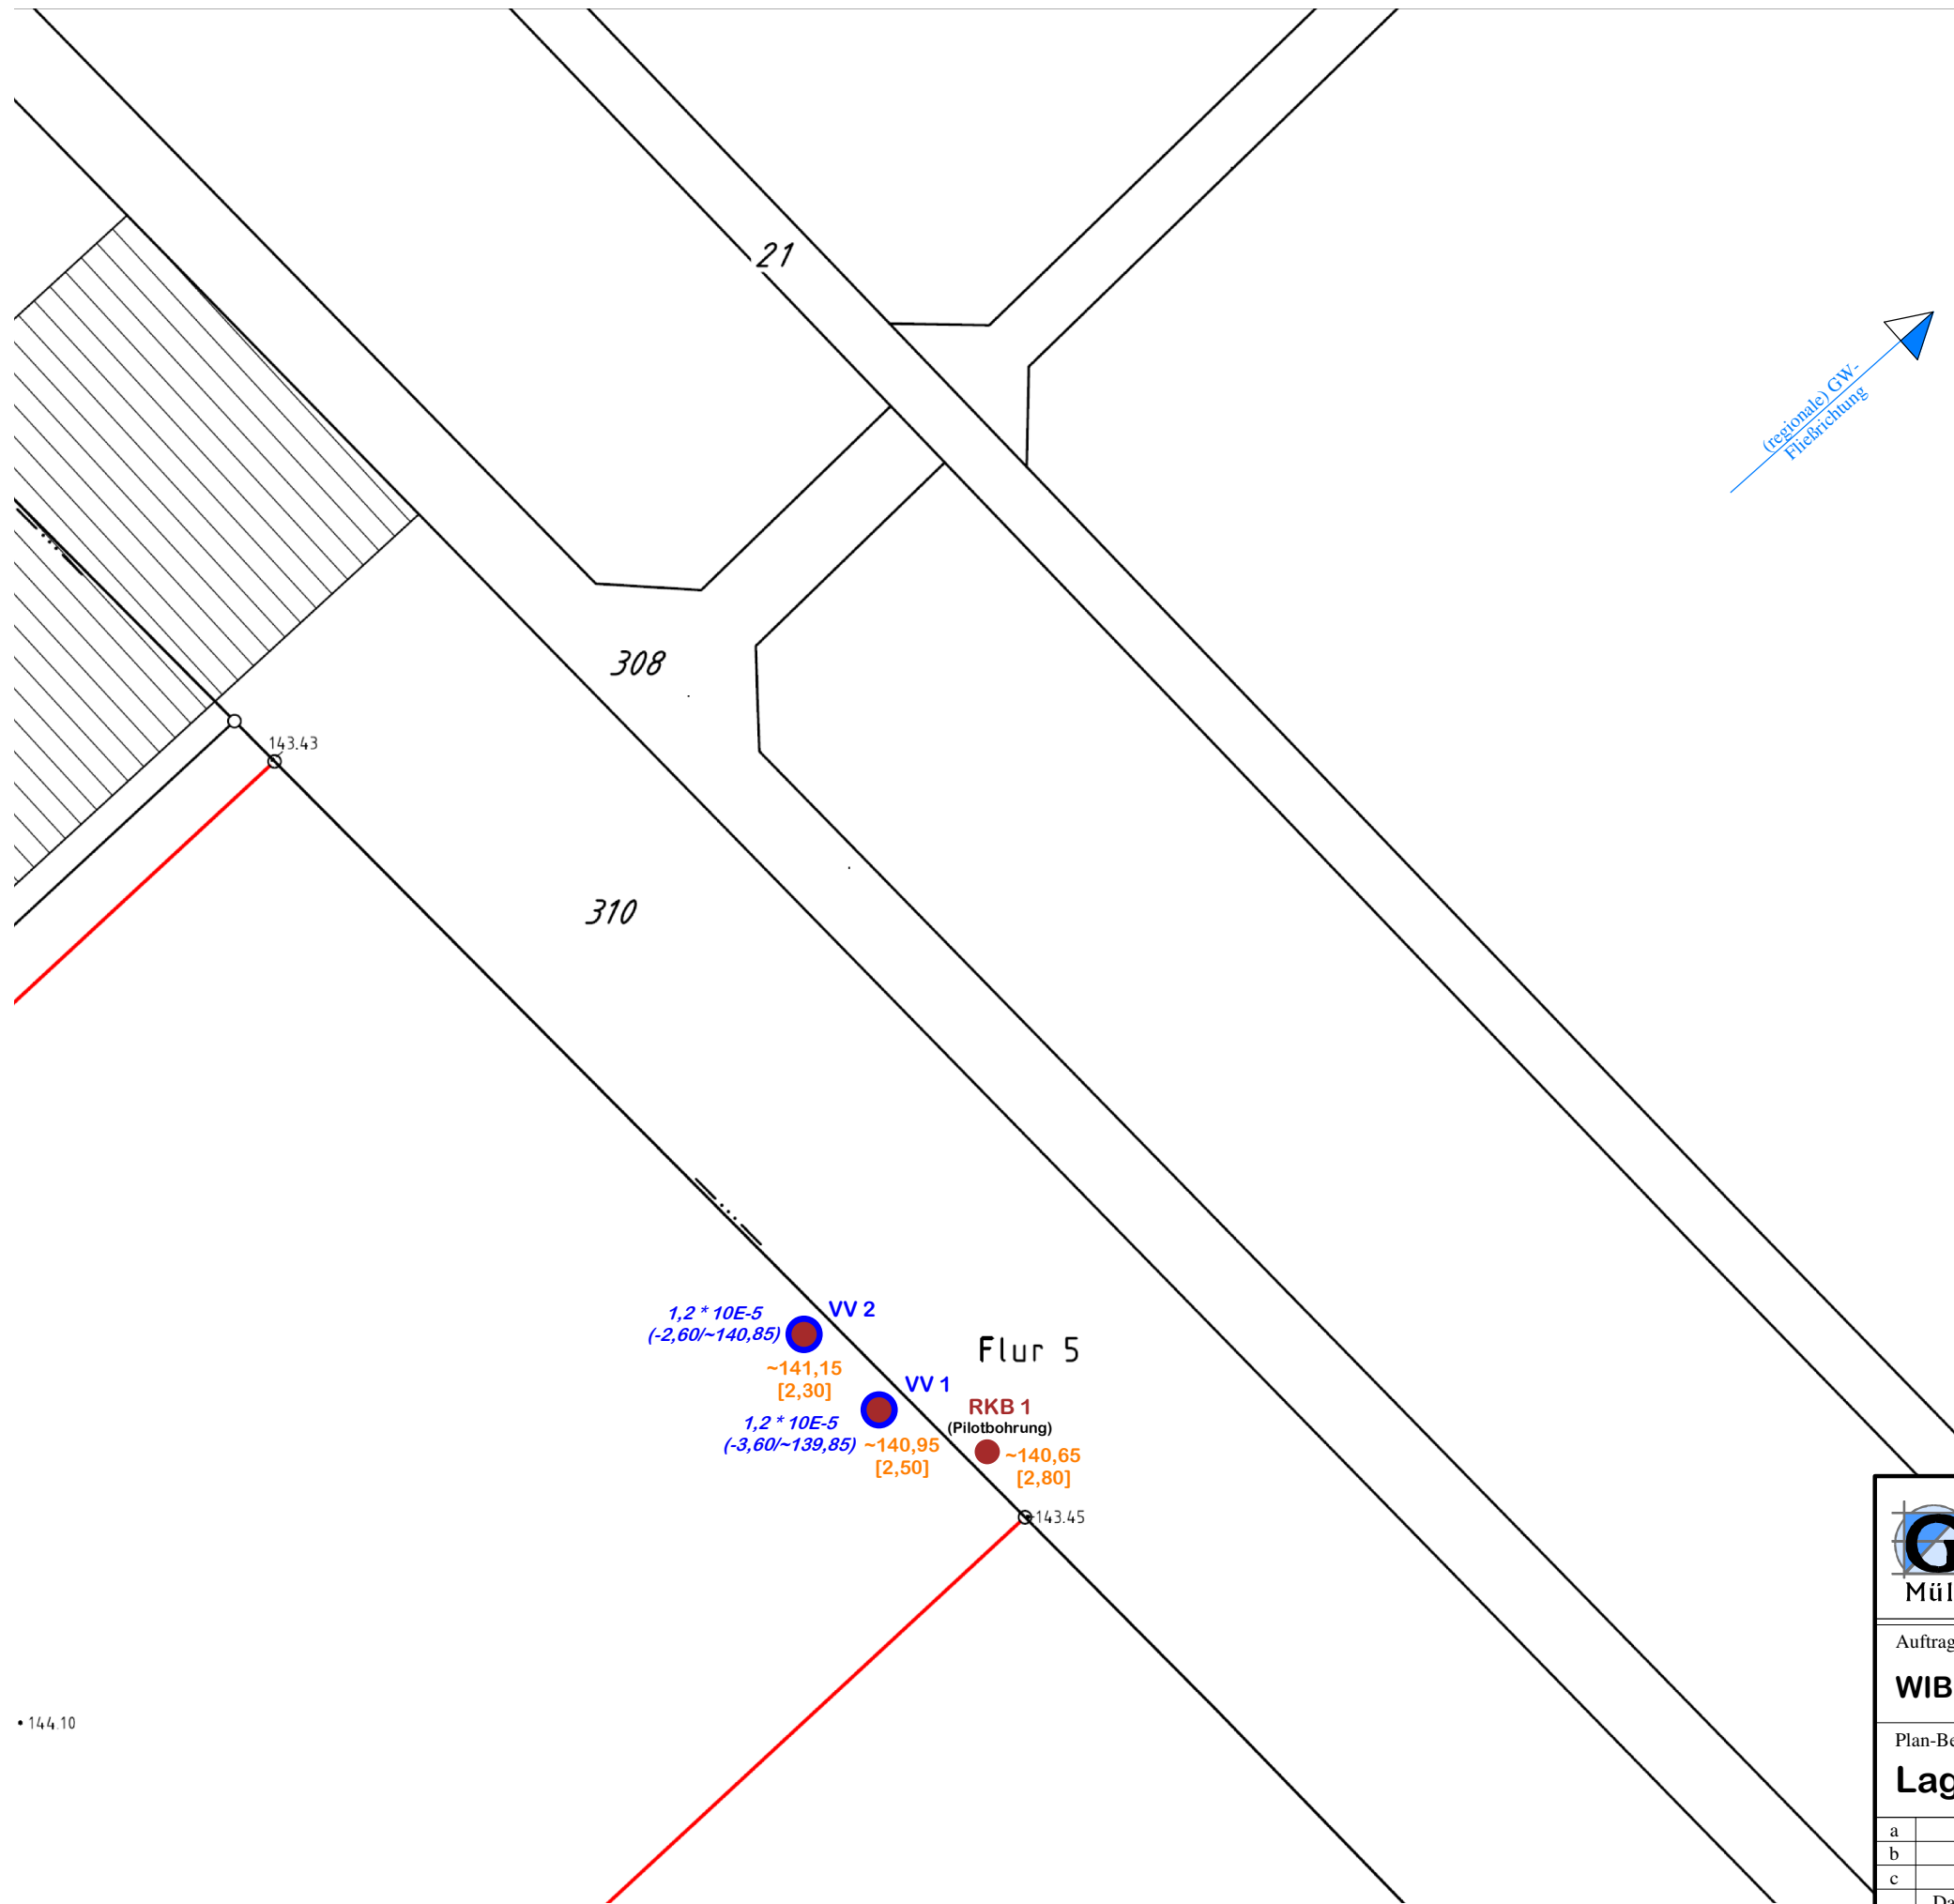 21
(regionale) GW-
Fließrichtung
308
143.43
310
1,2 * 10E-5
(-2,60/~140,85)
VV 2
~141,15
[2,30]
Flur 5
VV 1
1,2 * 10E-5
(-3,60/~139,85)
~140,95
[2,50]
RKB 1
(Pilotbohrung)
~140,65
[2,80]
143.45
G
Mül
Auftrag
WIB
144.10
Plan-Be
Lag
a
b
c
Da